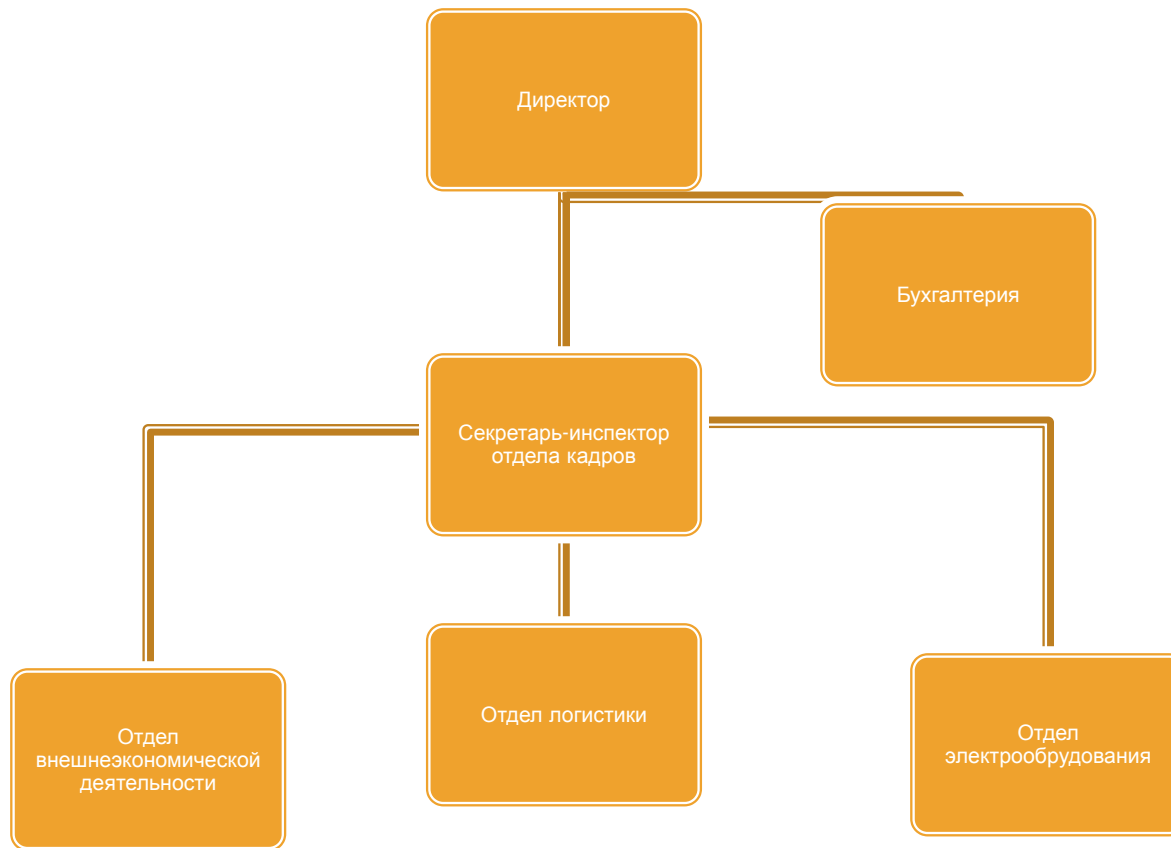 Директор
Бухгалтерия
Секретарь-инспектор
отдела кадров
Отдел
внешнеэкономической
деятельности
Отдел логистики
Отдел
электрообрудования